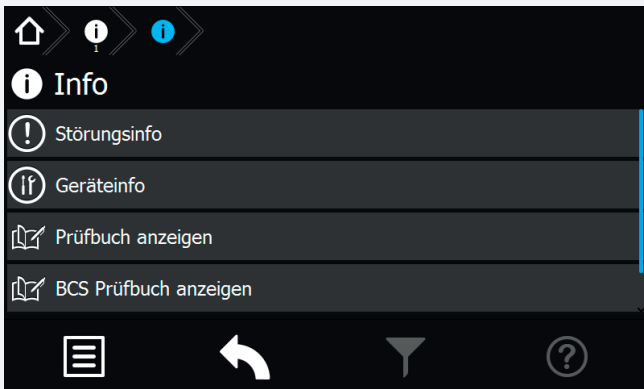 1
Info
Störungsinfo
Geräteinfo
Prüfbuch anzeigen
BCS Prüfbuch anzeigen